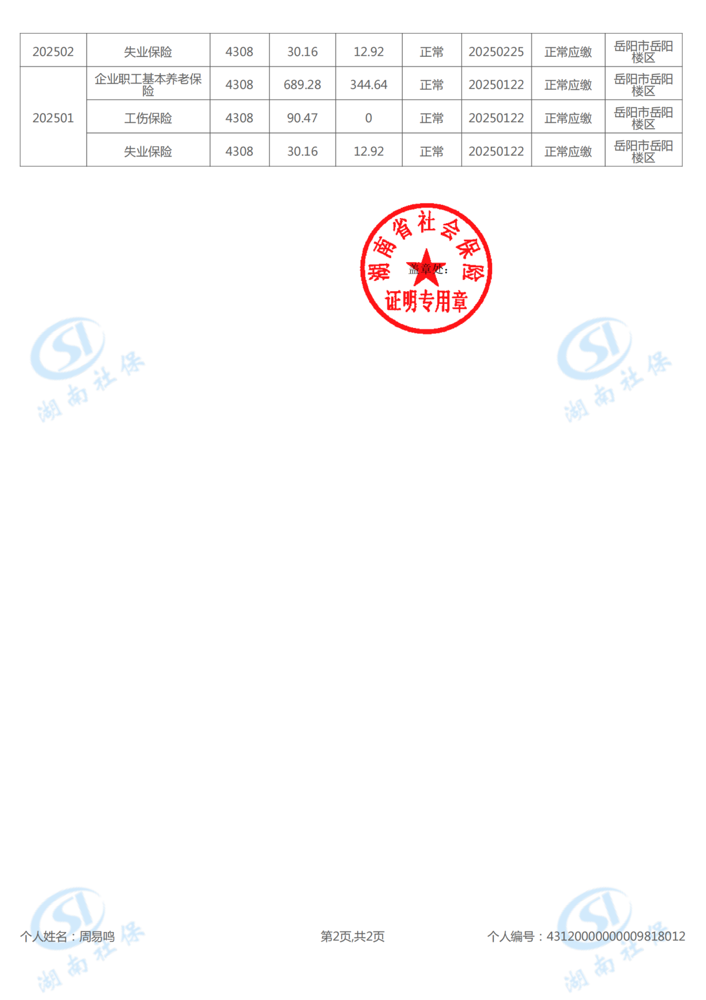 202502 失业保险 4308 30.16 12.92 正常 20250225 正常应缴 岳阳市岳阳楼区
202501 企业职工基本养老保险 4308 689.28 344.64 正常 20250122 正常应缴 岳阳市岳阳楼区
工伤保险 4308 90.47 0 正常 20250122 正常应缴 岳阳市岳阳楼区
失业保险 4308 30.16 12.92 正常 20250122 正常应缴 岳阳市岳阳楼区
湖南省社会保险
盖章处：
证明专用章
SI
湖南社保
SI
湖南社保
SI
湖南社保
SI
湖南社保
个人姓名：周易鸣 第2页,共2页 个人编号：43120000000009818012